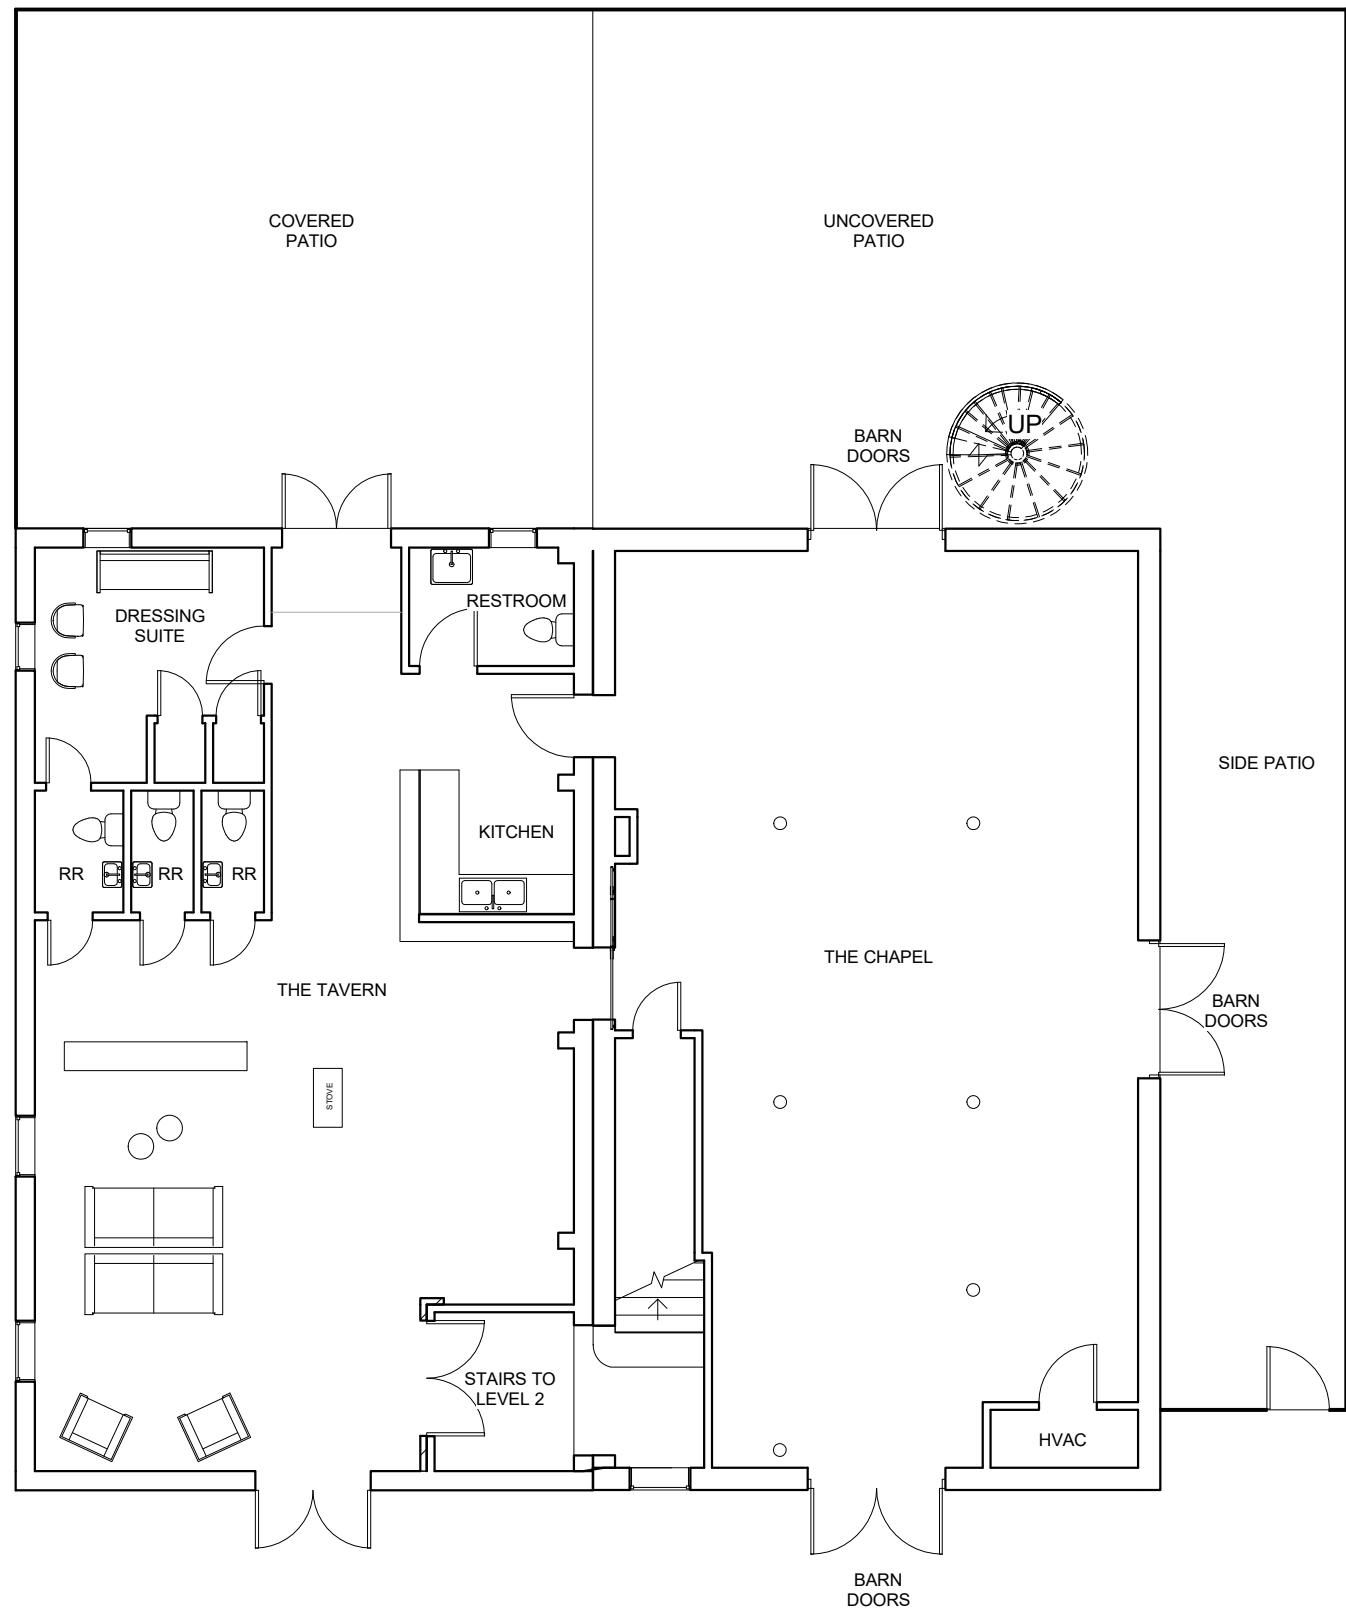 COVERED
PATIO
UNCOVERED
PATIO
BARN
DOORS
UP
DRESSING
SUITE
RESTROOM
SIDE PATIO
KITCHEN
RR
RR
RR
THE CHAPEL
THE TAVERN
BARN
DOORS
STOVE
STAIRS TO
LEVEL 2
HVAC
BARN
DOORS